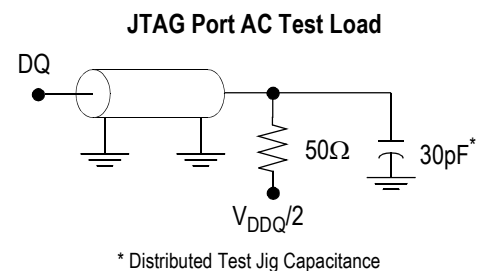 JTAG Port AC Test Load
DQ
50Ω
30pF*
VDDQ/2
* Distributed Test Jig Capacitance